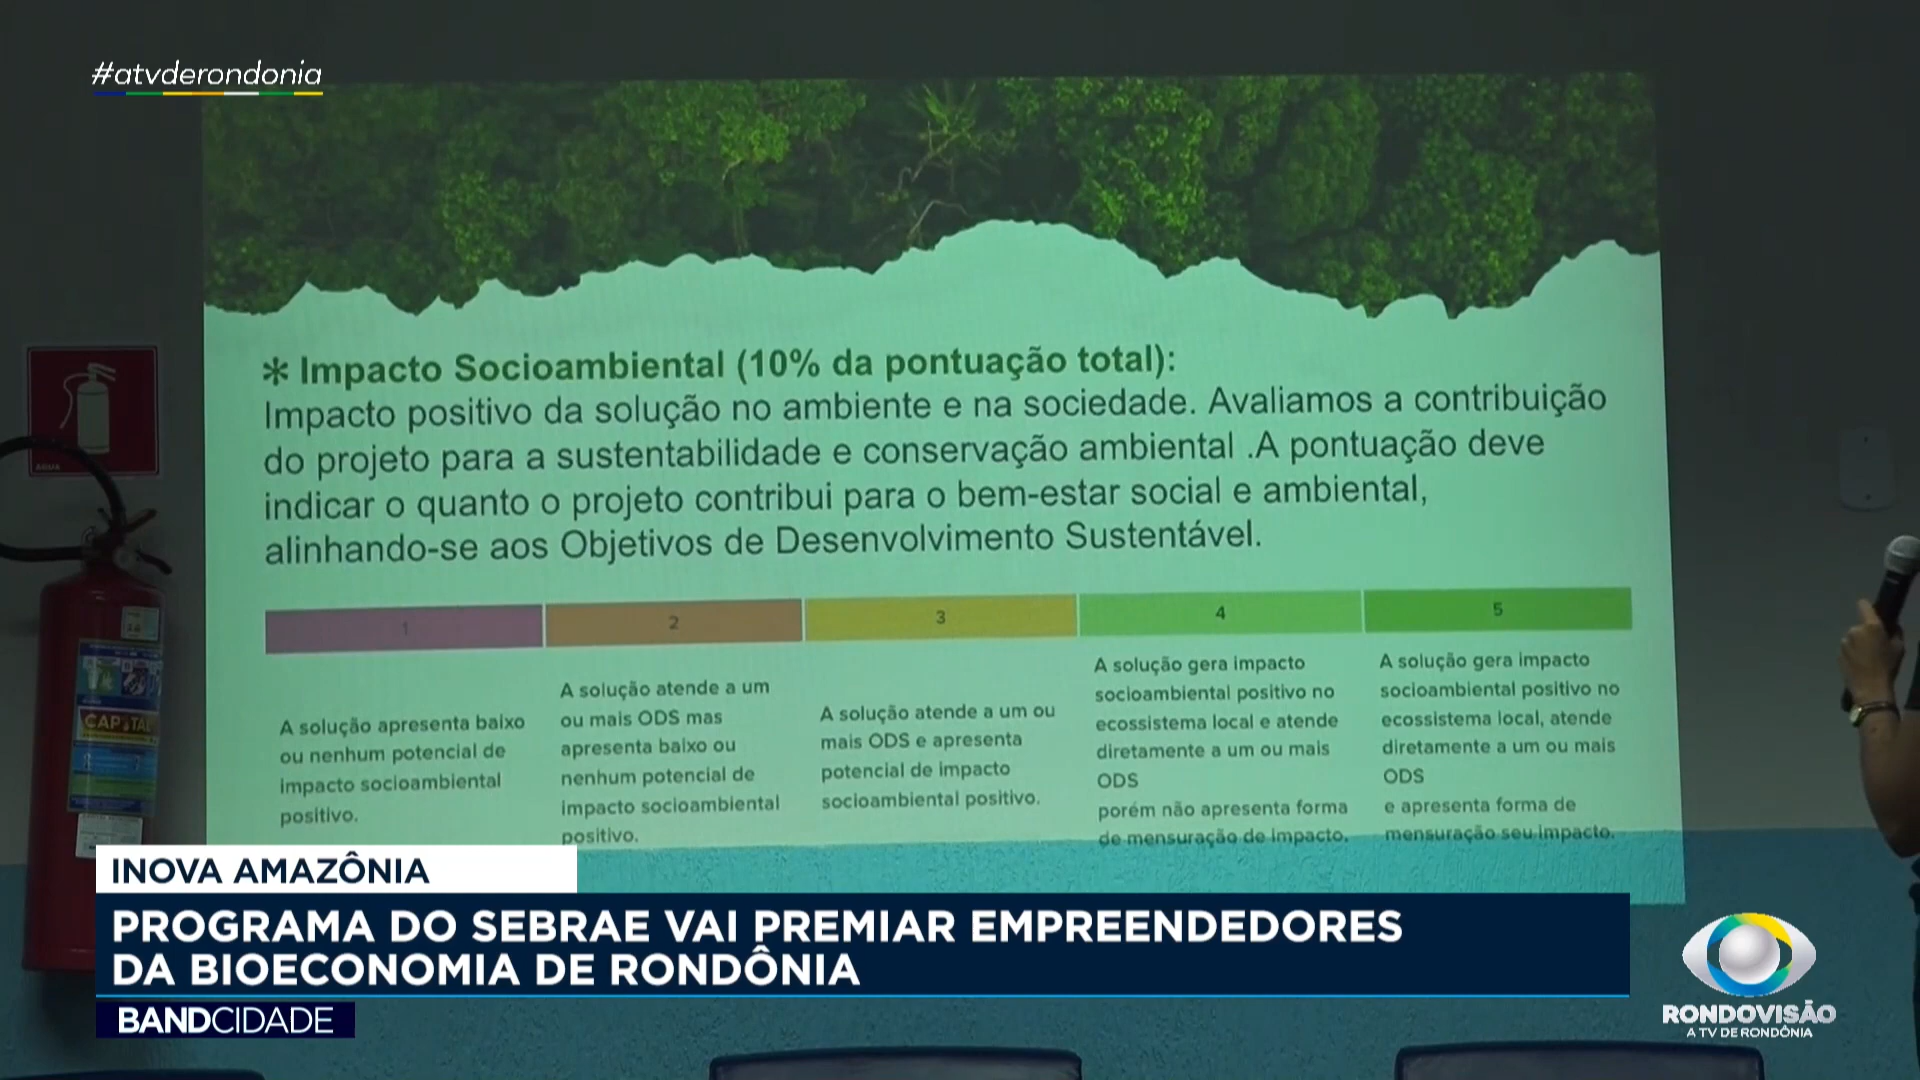 #atvderondonia
* Impacto Socioambiental (10% da pontuação total):
Impacto positivo da solução no ambiente e na sociedade. Avaliamos a contribuição
do projeto para a sustentabilidade e conservação ambiental .A pontuação deve
indicar o quanto o projeto contribui para o bem-estar social e ambiental,
alinhando-se aos Objetivos de Desenvolvimento Sustentável.
1
A solução apresenta baixo
ou nenhum potencial de
impacto socioambiental
positivo.
2
A solução atende a um
ou mais ODS mas
apresenta baixo ou
nenhum potencial de
impacto socioambiental
positivo.
3
A solução atende a um ou
mais ODS e apresenta
potencial de impacto
socioambiental positivo.
4
A solução gera impacto
socioambiental positivo no
ecossistema local e atende
diretamente a um ou mais
ODS
porém não apresenta forma
de mensuração de impacto.
5
A solução gera impacto
socioambiental positivo no
ecossistema local, atende
diretamente a um ou mais
ODS
e apresenta forma de
mensuração seu impacto.
CAPITAL
INOVA AMAZÔNIA
PROGRAMA DO SEBRAE VAI PREMIAR EMPREENDEDORES
DA BIOECONOMIA DE RONDÔNIA
BANDCIDADE
RONDOVISÃO
A TV DE RONDÔNIA